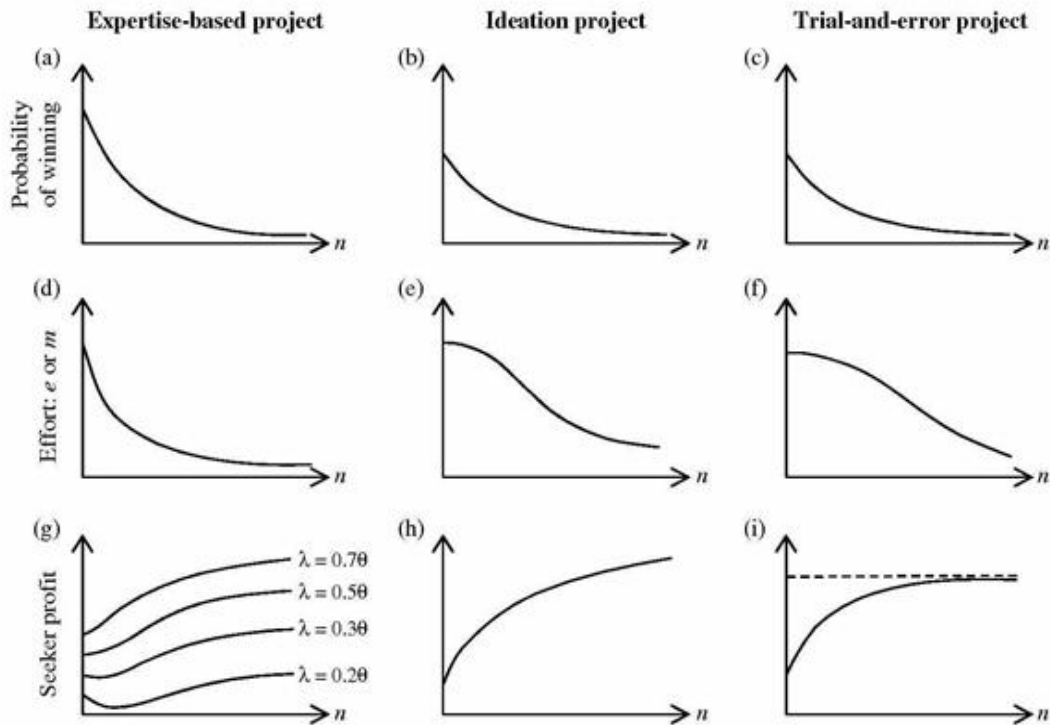 Expertise-based project
Ideation project
Trial-and-error project
(a)
(b)
(c)
Probability
of winning
n
n
n
(d)
(e)
(f)
Effort: e or m
n
n
n
(g)
(h)
(i)
Seeker profit
λ = 0.7θ
λ = 0.5θ
λ = 0.3θ
λ = 0.2θ
n
n
n